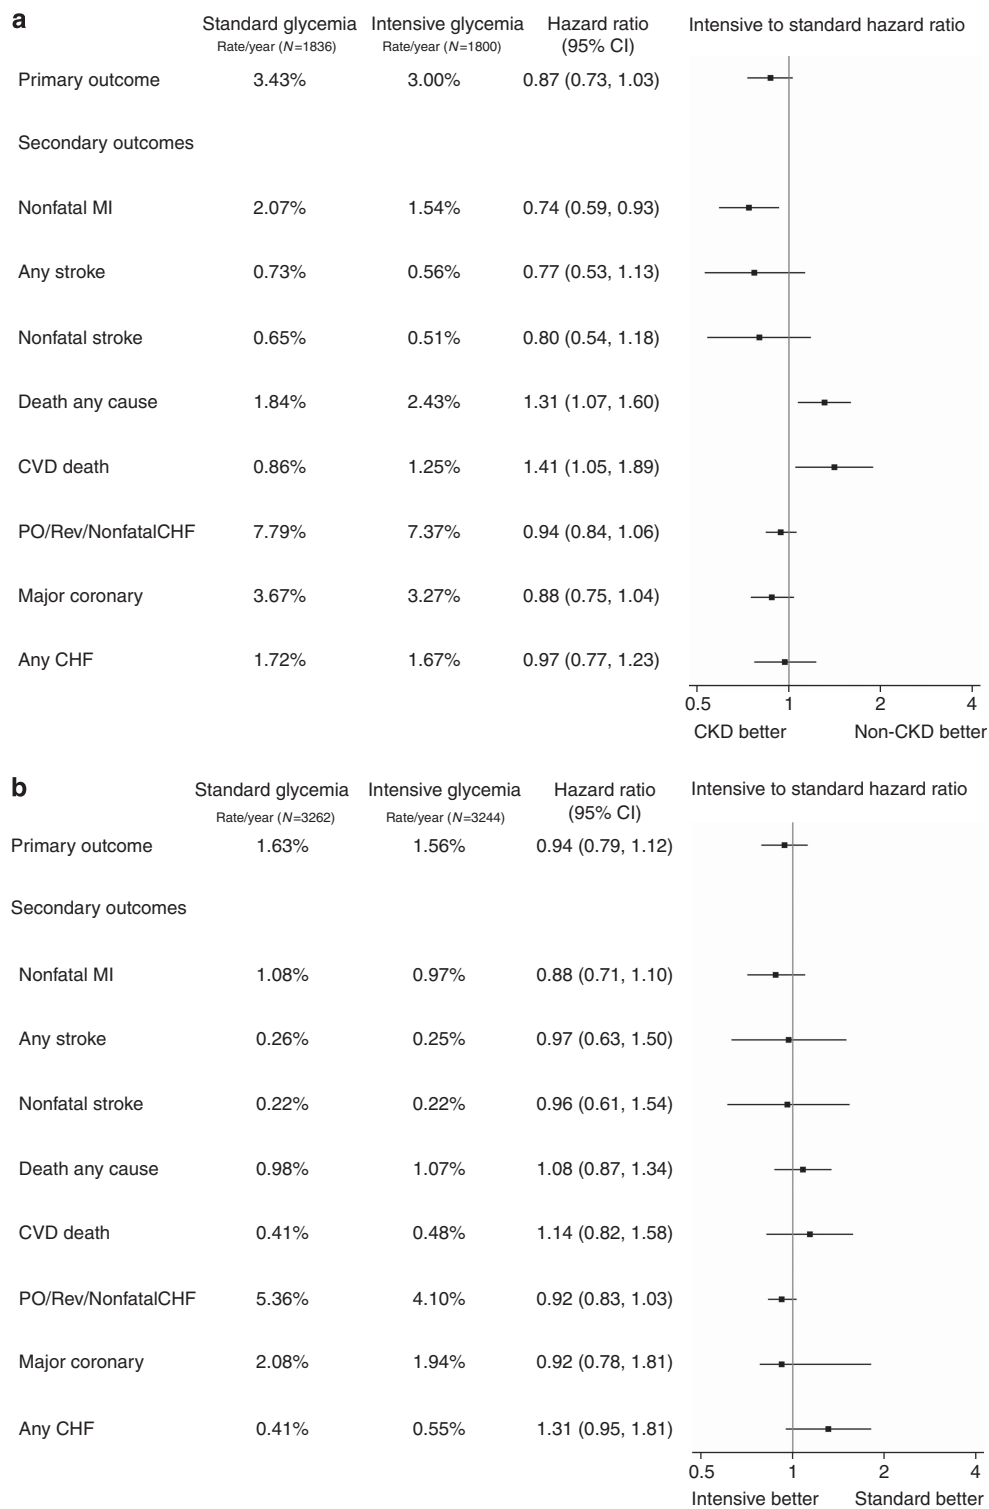 a
Standard glycemia Intensive glycemia Hazard ratio Intensive to standard hazard ratio
Rate/year (N=1836) Rate/year (N=1800) (95% CI)
Primary outcome 3.43% 3.00% 0.87 (0.73, 1.03)
Secondary outcomes
Nonfatal MI 2.07% 1.54% 0.74 (0.59, 0.93)
Any stroke 0.73% 0.56% 0.77 (0.53, 1.13)
Nonfatal stroke 0.65% 0.51% 0.80 (0.54, 1.18)
Death any cause 1.84% 2.43% 1.31 (1.07, 1.60)
CVD death 0.86% 1.25% 1.41 (1.05, 1.89)
PO/Rev/NonfatalCHF 7.79% 7.37% 0.94 (0.84, 1.06)
Major coronary 3.67% 3.27% 0.88 (0.75, 1.04)
Any CHF 1.72% 1.67% 0.97 (0.77, 1.23)
0.5 1 2 4
CKD better Non-CKD better
b
Standard glycemia Intensive glycemia Hazard ratio Intensive to standard hazard ratio
Rate/year (N=3262) Rate/year (N=3244) (95% CI)
Primary outcome 1.63% 1.56% 0.94 (0.79, 1.12)
Secondary outcomes
Nonfatal MI 1.08% 0.97% 0.88 (0.71, 1.10)
Any stroke 0.26% 0.25% 0.97 (0.63, 1.50)
Nonfatal stroke 0.22% 0.22% 0.96 (0.61, 1.54)
Death any cause 0.98% 1.07% 1.08 (0.87, 1.34)
CVD death 0.41% 0.48% 1.14 (0.82, 1.58)
PO/Rev/NonfatalCHF 5.36% 4.10% 0.92 (0.83, 1.03)
Major coronary 2.08% 1.94% 0.92 (0.78, 1.81)
Any CHF 0.41% 0.55% 1.31 (0.95, 1.81)
0.5 1 2 4
Intensive better Standard better